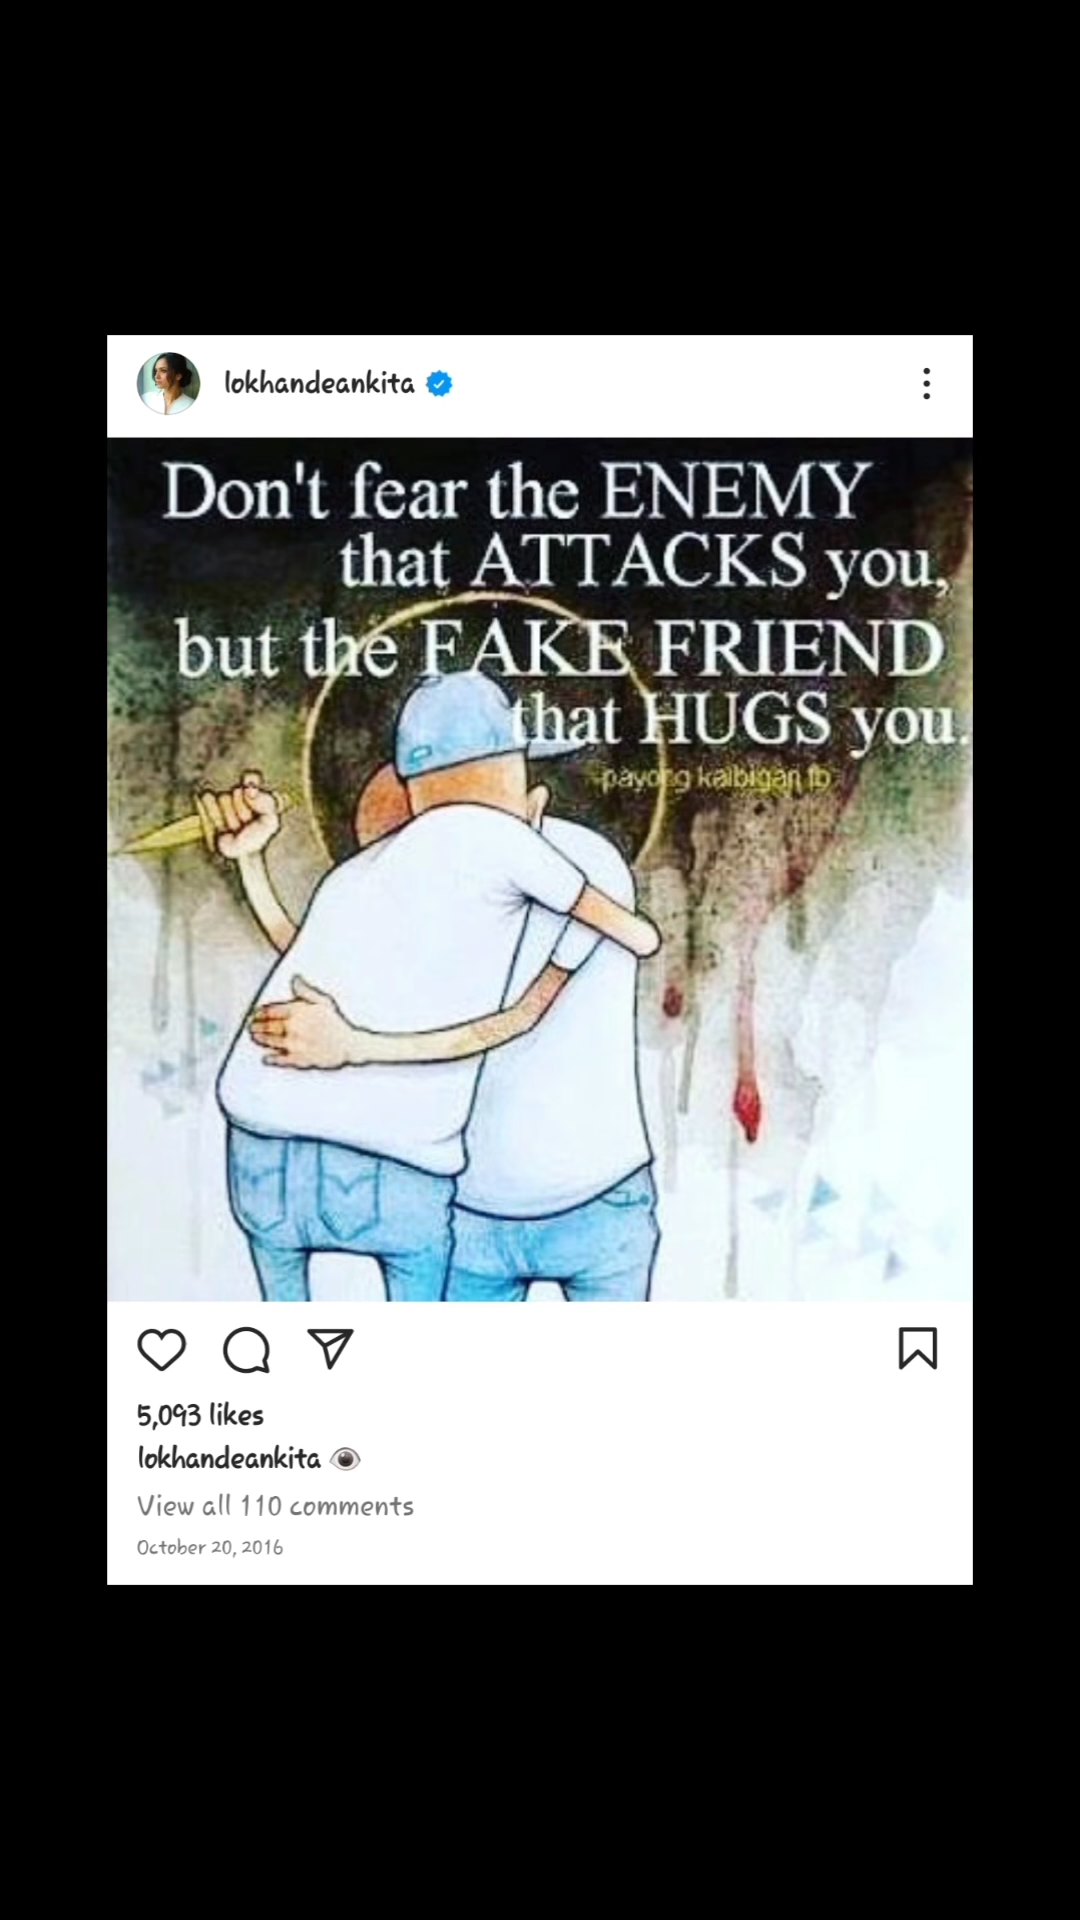 lokhandeankita
Don't fear the ENEMY
that ATTACKS you,
but the FAKE FRIEND
that HUGS you.
payong kaibigan fb
5,093 likes
lokhandeankita 👁
View all 110 comments
October 20, 2016